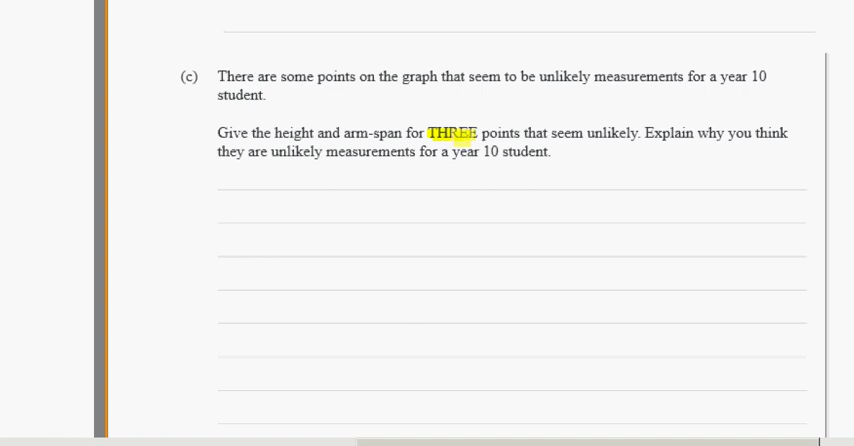 (c) There are some points on the graph that seem to be unlikely measurements for a year 10
student.
Give the height and arm-span for THREE points that seem unlikely. Explain why you think
they are unlikely measurements for a year 10 student.